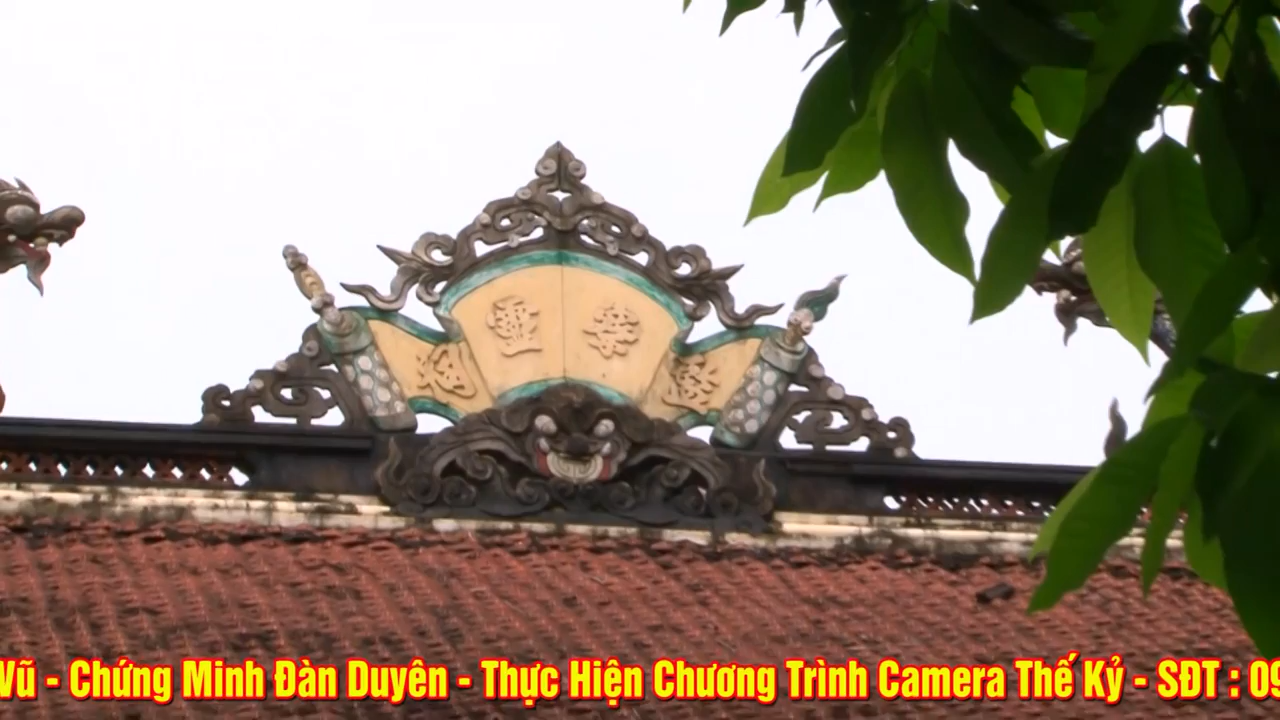 Vũ - Chứng Minh Đàn Duyên - Thực Hiện Chương Trình Camera Thế Kỷ - SĐT : 09